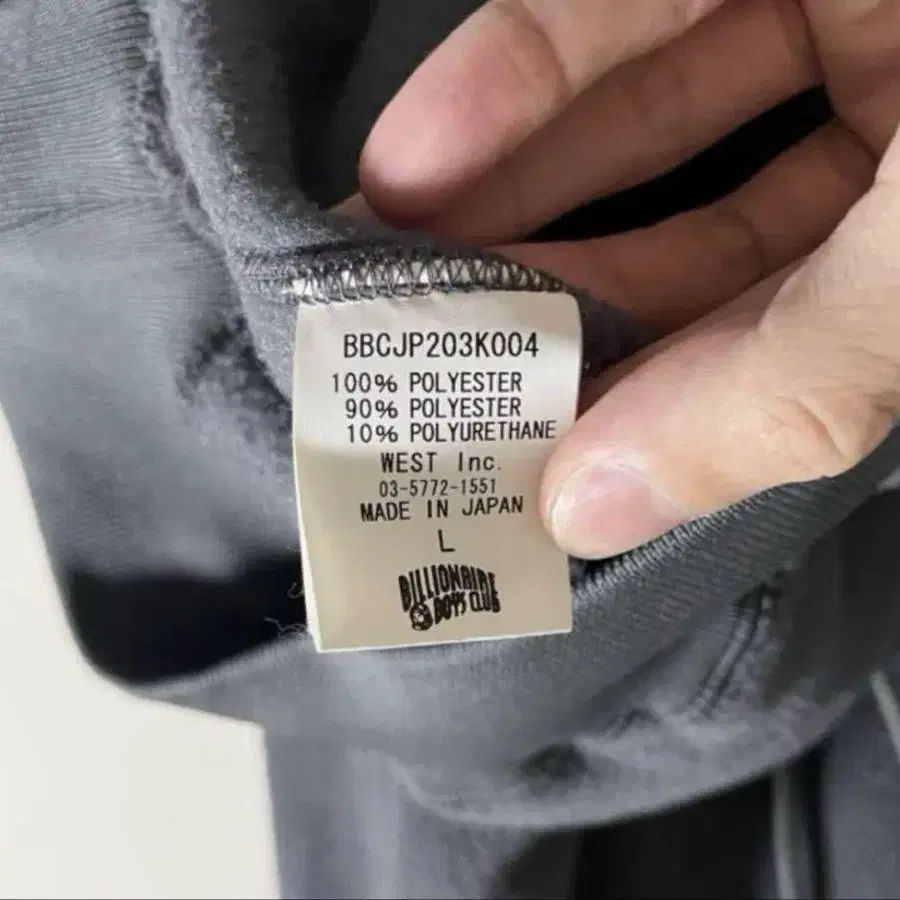 BBCJP203K004
100% POLYESTER
90% POLYESTER
10% POLYURETHANE
WEST Inc.
03-5772-1551
MADE IN JAPAN
L
BILLIONAIRE
BOYS CLUB